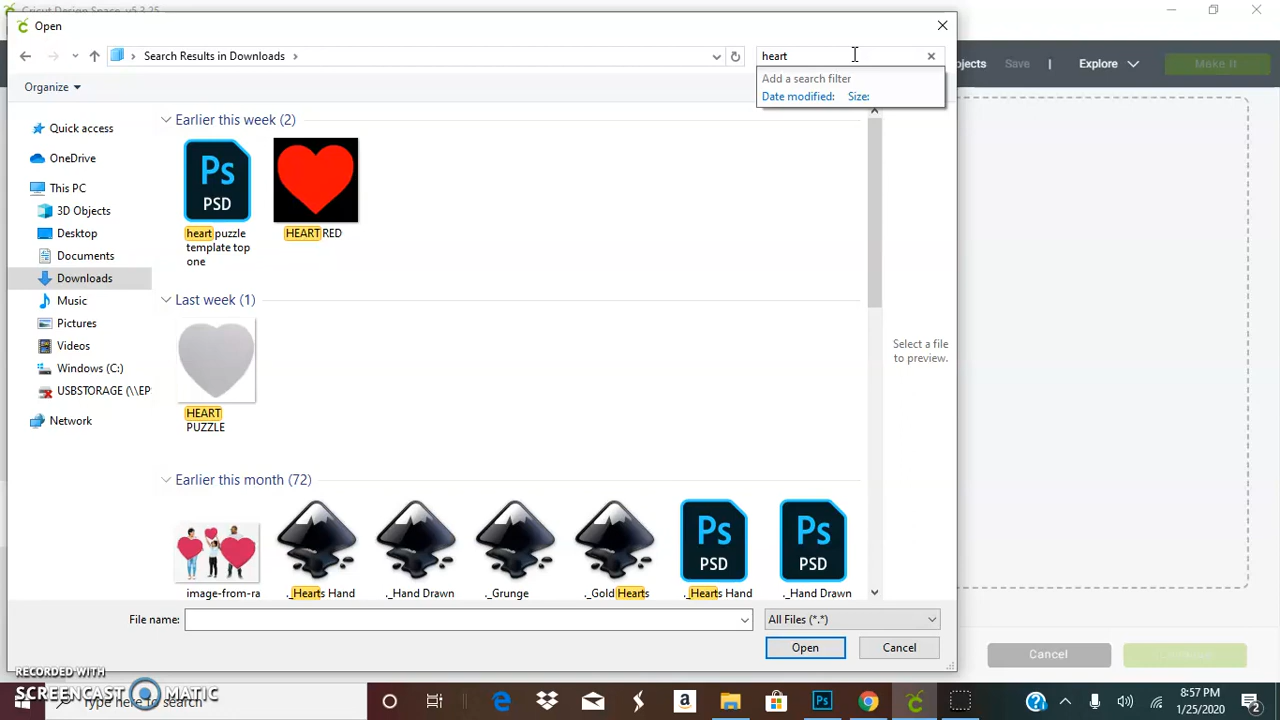 Cricut Design Space v5.3.25
Open
Search Results in Downloads
heart
Add a search filter
Date modified: Size:
Projects Save | Explore Make It
Organize
Quick access
OneDrive
This PC
3D Objects
Desktop
Documents
Downloads
Music
Pictures
Videos
Windows (C:)
USBSTORAGE (\\EP
Network
Earlier this week (2)
Ps
PSD
heart puzzle
template top
one
HEART RED
Last week (1)
HEART
PUZZLE
Earlier this month (72)
Ps
PSD
Ps
PSD
image-from-ra
._Hearts Hand
._Hand Drawn
._Grunge
._Gold Hearts
._Hearts Hand
._Hand Drawn
Select a file
to preview.
File name:
All Files (*.*)
Open
Cancel
Cancel
RECORDED WITH
SCREENCAST MATIC
Type here to search
Ps
8:57 PM
1/25/2020
2